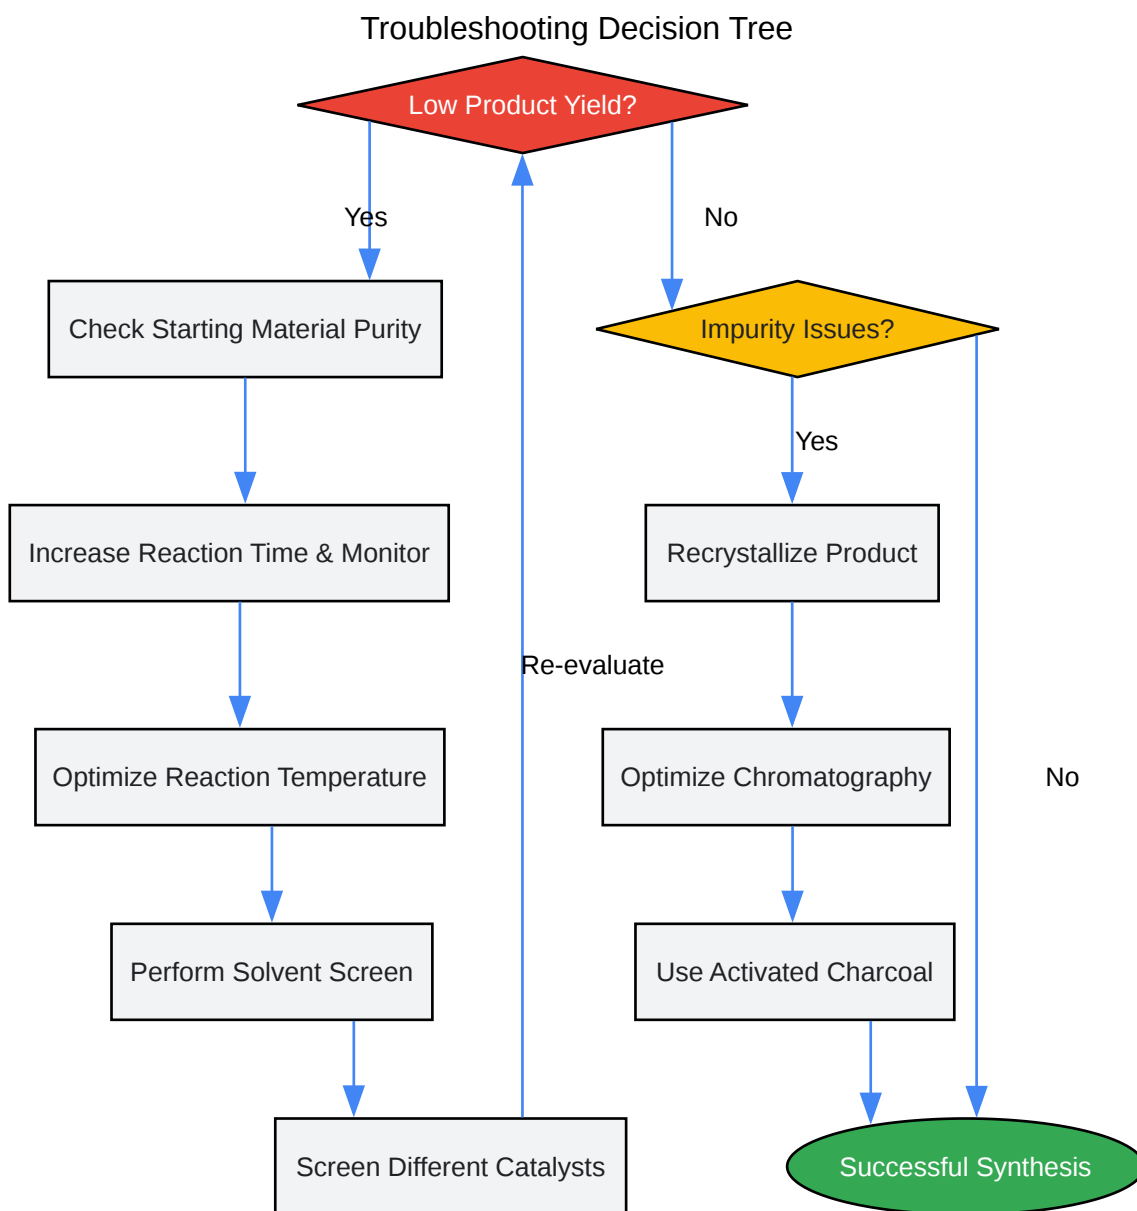 Troubleshooting Decision Tree
Low Product Yield?
Yes
No
Check Starting Material Purity
Impurity Issues?
Yes
Increase Reaction Time & Monitor
Recrystallize Product
Re-evaluate
Optimize Reaction Temperature
Optimize Chromatography
No
Perform Solvent Screen
Use Activated Charcoal
Screen Different Catalysts
Successful Synthesis